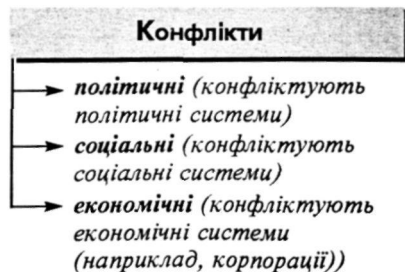 Конфлікти
політичні (конфліктують
політичні системи)
соціальні (конфліктують
соціальні системи)
економічні (конфліктують
економічні системи
(наприклад, корпорації))